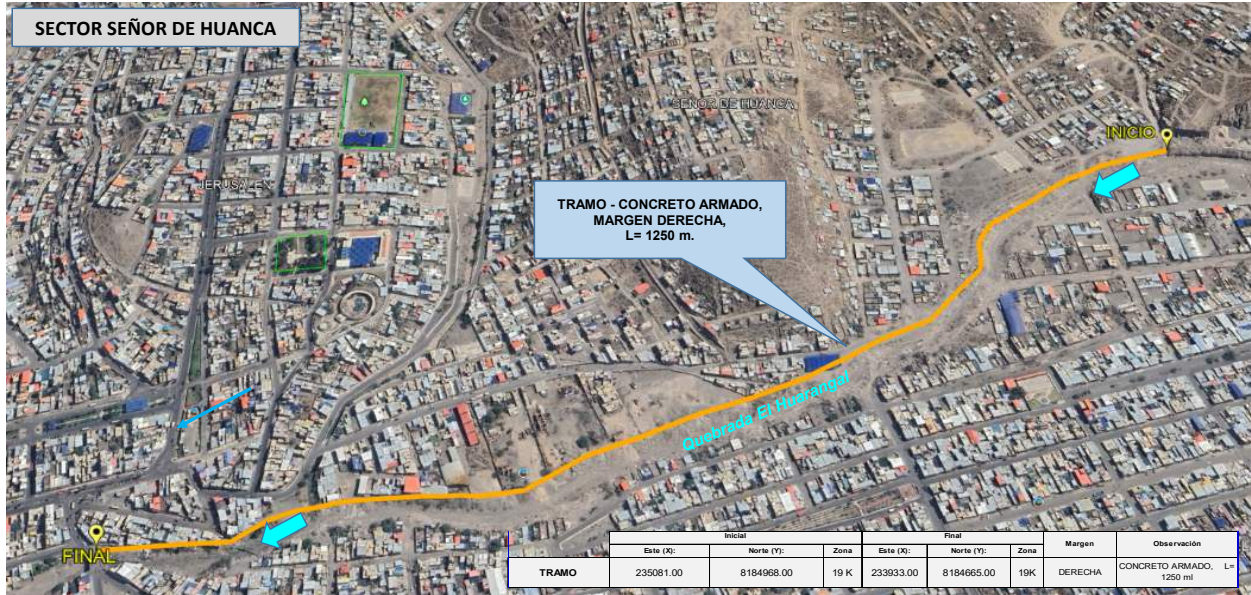 SECTOR SEÑOR DE HUANCA
SEÑOR DE HUANCA
INICIO
JERUSALÉN
TRAMO - CONCRETO ARMADO,
MARGEN DERECHA,
L= 1250 m.
Quebrada El Huarangal
FINAL
Inicial Final Margen Observación
Este (X): Norte (Y): Zona Este (X): Norte (Y): Zona
TRAMO 235081.00 8184968.00 19 K 233933.00 8184665.00 19K DERECHA CONCRETO ARMADO, L=
1250 ml